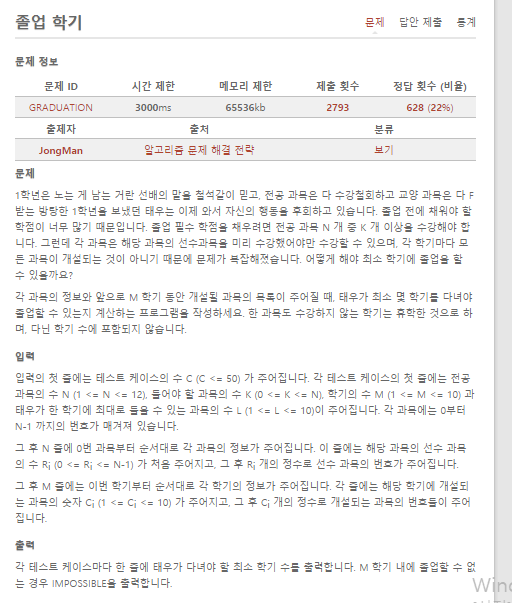 졸업 학기
문제 답안 제출 통계
문제 정보
문제 ID 시간 제한 메모리 제한 제출 횟수 정답 횟수 (비율)
GRADUATION 3000ms 65536kb 2793 628 (22%)
출제자 출처 분류
JongMan 알고리즘 문제 해결 전략 보기
문제
1학년은 노는 게 남는 거란 선배의 말을 철석같이 믿고, 전공 과목은 다 수강철회하고 교양 과목은 다 F
받는 방탕한 1학년을 보냈던 태우는 이제 와서 자신의 행동을 후회하고 있습니다. 졸업 전에 채워야 할
학점이 너무 많기 때문입니다. 졸업 필수 학점을 채우려면 전공 과목 N 개 중 K 개 이상을 수강해야 합
니다. 그런데 각 과목은 해당 과목의 선수과목을 미리 수강했어야만 수강할 수 있으며, 각 학기마다 모
든 과목이 개설되는 것이 아니기 때문에 문제가 복잡해졌습니다. 어떻게 해야 최소 학기에 졸업을 할
수 있을까요?
각 과목의 정보와 앞으로 M 학기 동안 개설될 과목의 목록이 주어질 때, 태우가 최소 몇 학기를 다녀야
졸업할 수 있는지 계산하는 프로그램을 작성하세요. 한 과목도 수강하지 않는 학기는 휴학한 것으로 하
며, 다닌 학기 수에 포함되지 않습니다.
입력
입력의 첫 줄에는 테스트 케이스의 수 C (C <= 50) 가 주어집니다. 각 테스트 케이스의 첫 줄에는 전공
과목의 수 N (1 <= N <= 12), 들어야 할 과목의 수 K (0 <= K <= N), 학기의 수 M (1 <= M <= 10) 과
태우가 한 학기에 최대로 들을 수 있는 과목의 수 L (1 <= L <= 10)이 주어집니다. 각 과목에는 0부터
N-1 까지의 번호가 매겨져 있습니다.
그 후 N 줄에 0번 과목부터 순서대로 각 과목의 정보가 주어집니다. 이 줄에는 해당 과목의 선수 과목
의 수 Ri (0 <= Ri <= N-1) 가 처음 주어지고, 그 후 Ri 개의 정수로 선수 과목의 번호가 주어집니다.
그 후 M 줄에는 이번 학기부터 순서대로 각 학기의 정보가 주어집니다. 각 줄에는 해당 학기에 개설되
는 과목의 숫자 Ci (1 <= Ci <= 10) 가 주어지고, 그 후 Ci 개의 정수로 개설되는 과목의 번호들이 주어
집니다.
출력
각 테스트 케이스마다 한 줄에 태우가 다녀야 할 최소 학기 수를 출력합니다. M 학기 내에 졸업할 수 없
는 경우 IMPOSSIBLE을 출력합니다.